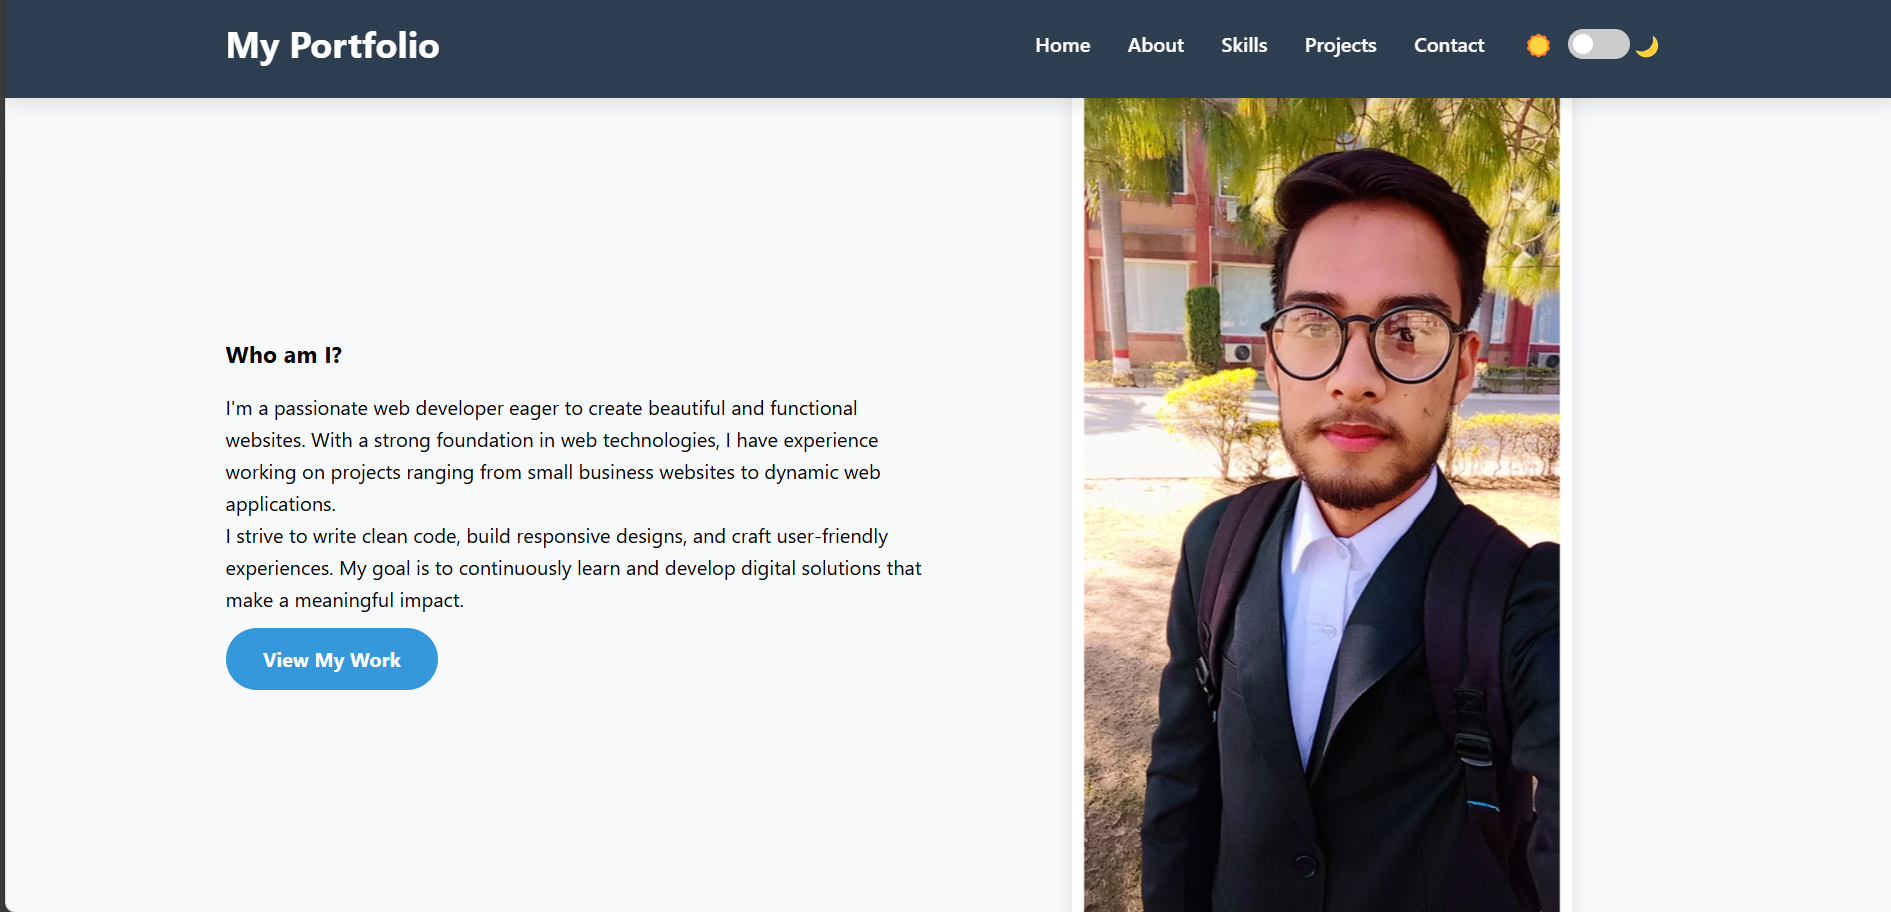 My Portfolio
Home About Skills Projects Contact
Who am I?
I'm a passionate web developer eager to create beautiful and functional
websites. With a strong foundation in web technologies, I have experience
working on projects ranging from small business websites to dynamic web
applications.
I strive to write clean code, build responsive designs, and craft user-friendly
experiences. My goal is to continuously learn and develop digital solutions that
make a meaningful impact.
View My Work